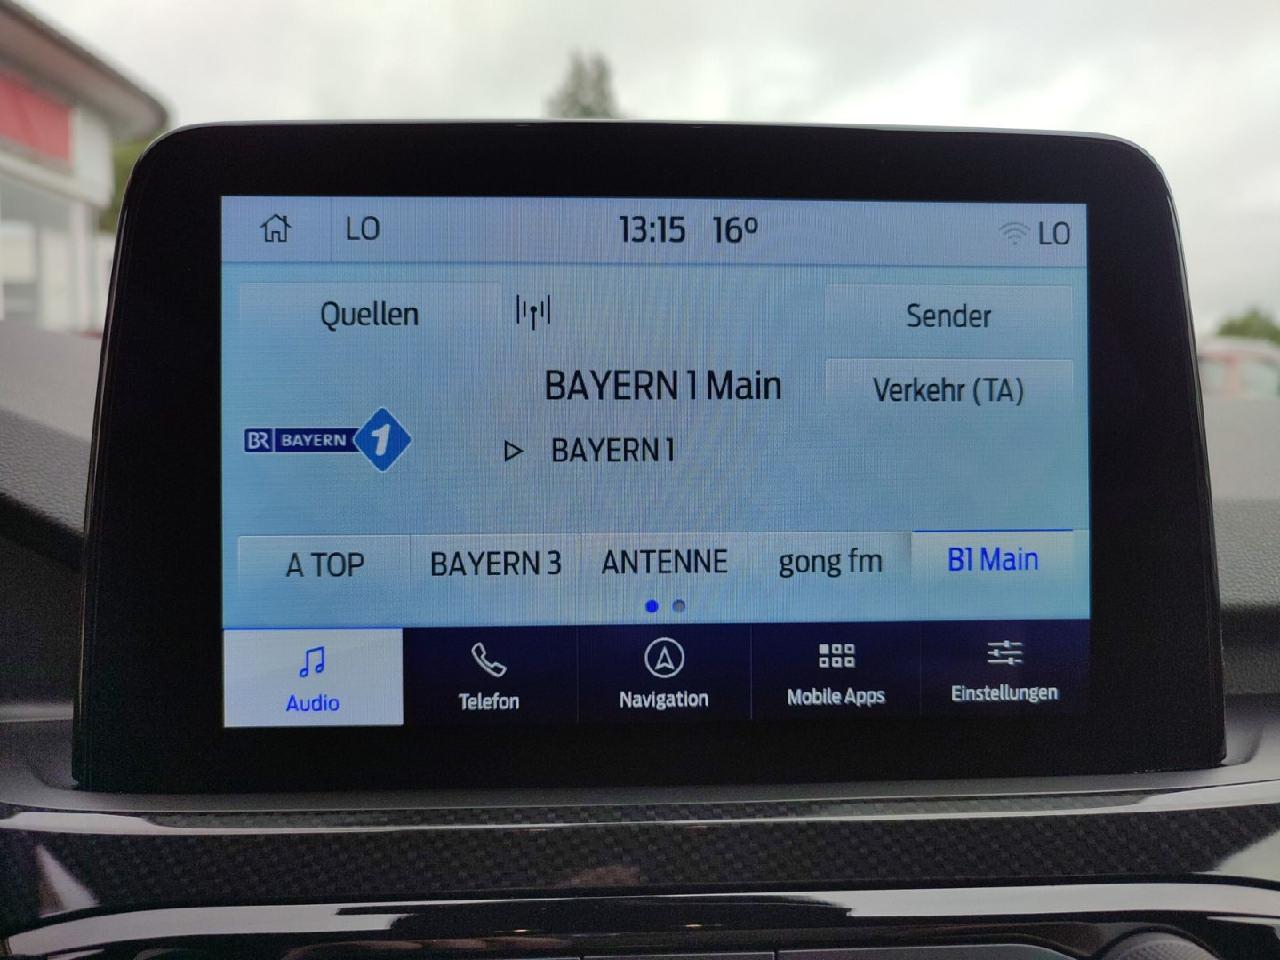 LO 13:15 16º LO
Quellen Sender
BAYERN 1 Main Verkehr (TA)
BR BAYERN 1
BAYERN 1
A TOP BAYERN 3 ANTENNE gong fm B1 Main
Audio Telefon Navigation Mobile Apps Einstellungen